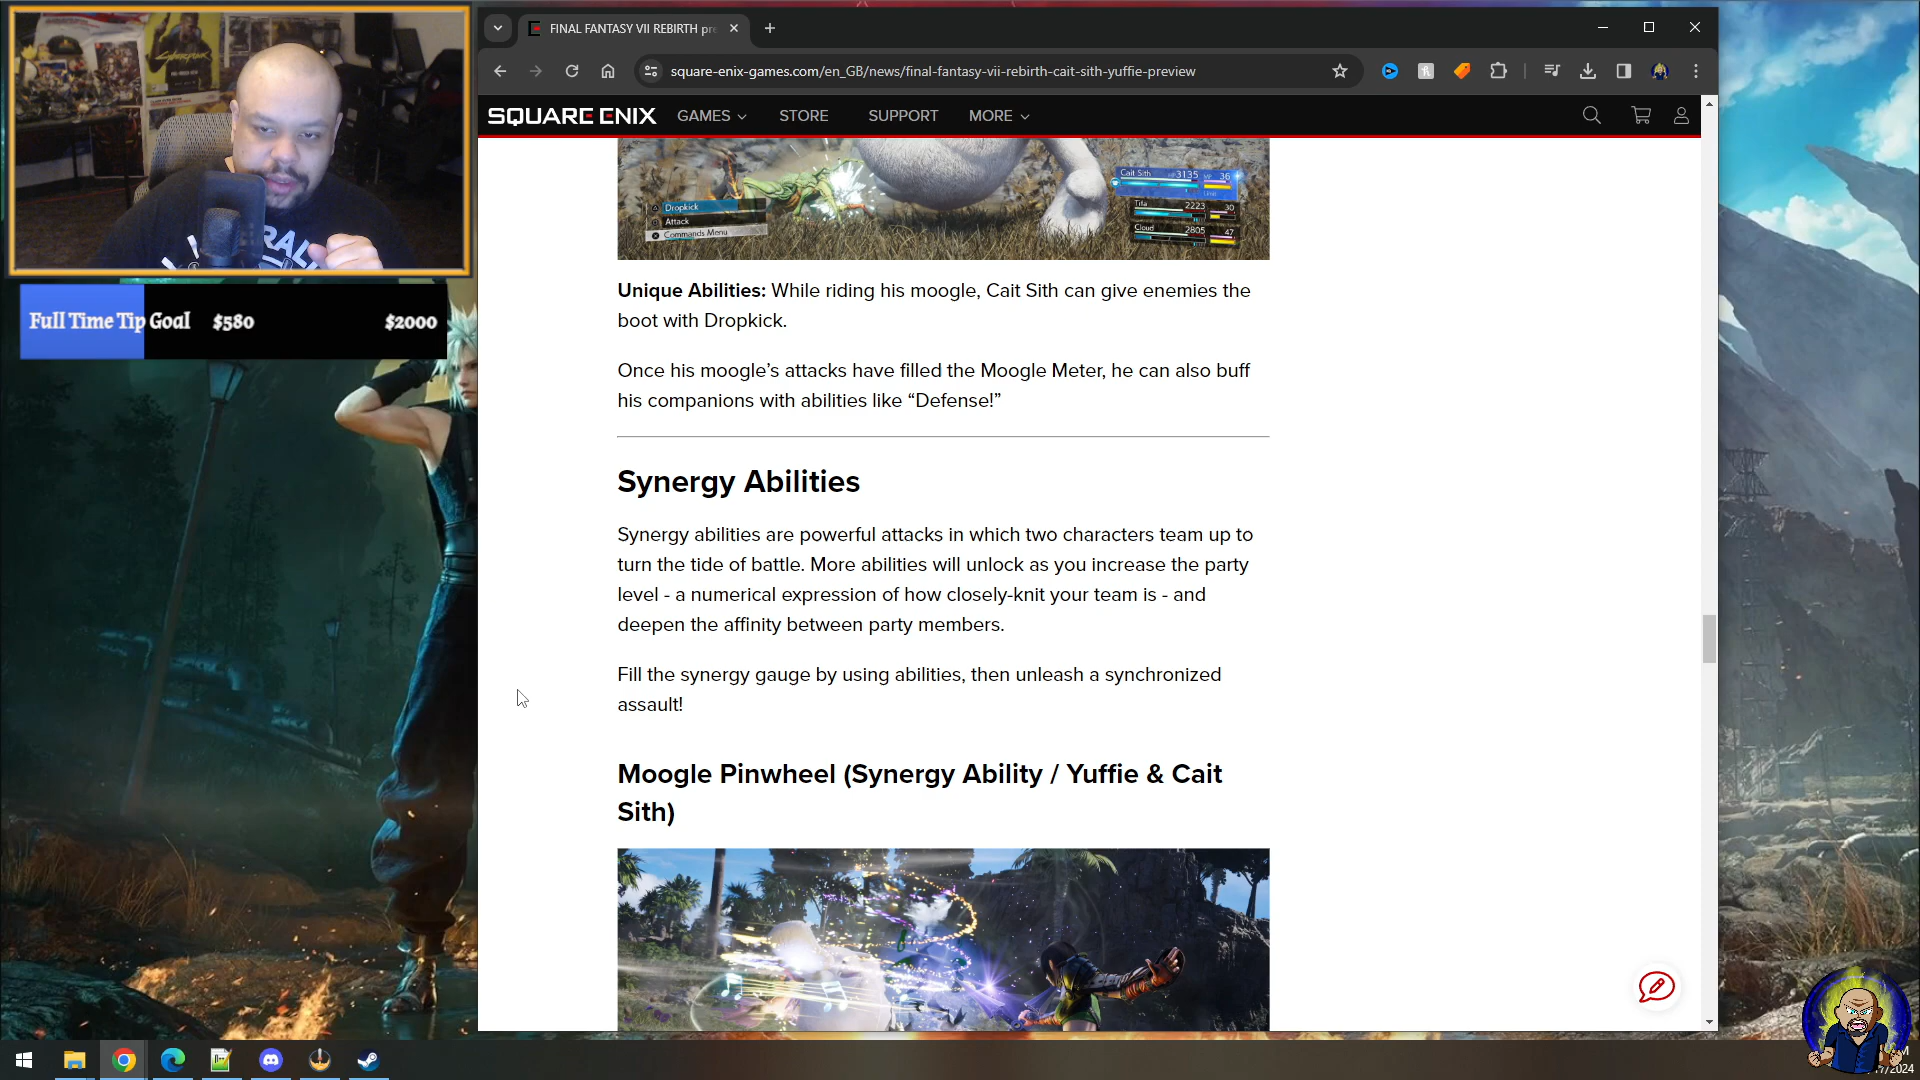 FINAL FANTASY VII REBIRTH pre
square-enix-games.com/en_GB/news/final-fantasy-vii-rebirth-cait-sith-yuffie-preview
SQUARE ENIX GAMES STORE SUPPORT MORE
Dropkick
Attack
Commands Menu
Cait Sith 3135 36
Tifa 2223 30
Cloud 2805 47
Full Time Tip Goal $580 $2000
Unique Abilities: While riding his moogle, Cait Sith can give enemies the
boot with Dropkick.
Once his moogle’s attacks have filled the Moogle Meter, he can also buff
his companions with abilities like “Defense!”
Synergy Abilities
Synergy abilities are powerful attacks in which two characters team up to
turn the tide of battle. More abilities will unlock as you increase the party
level - a numerical expression of how closely-knit your team is - and
deepen the affinity between party members.
Fill the synergy gauge by using abilities, then unleash a synchronized
assault!
Moogle Pinwheel (Synergy Ability / Yuffie & Cait
Sith)